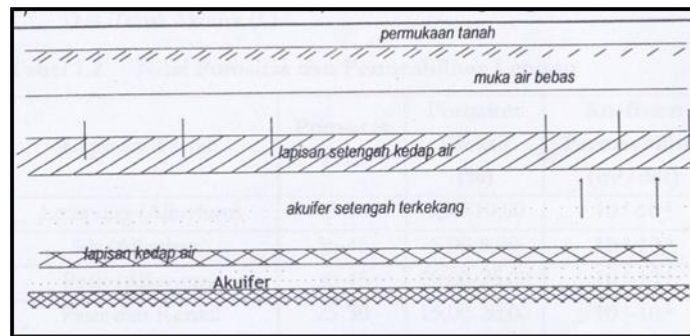 permukaan tanah
muka air bebas
lapisan setengah kedap air
akuifer setengah terkekang
lapisan kedap air
Akuifer